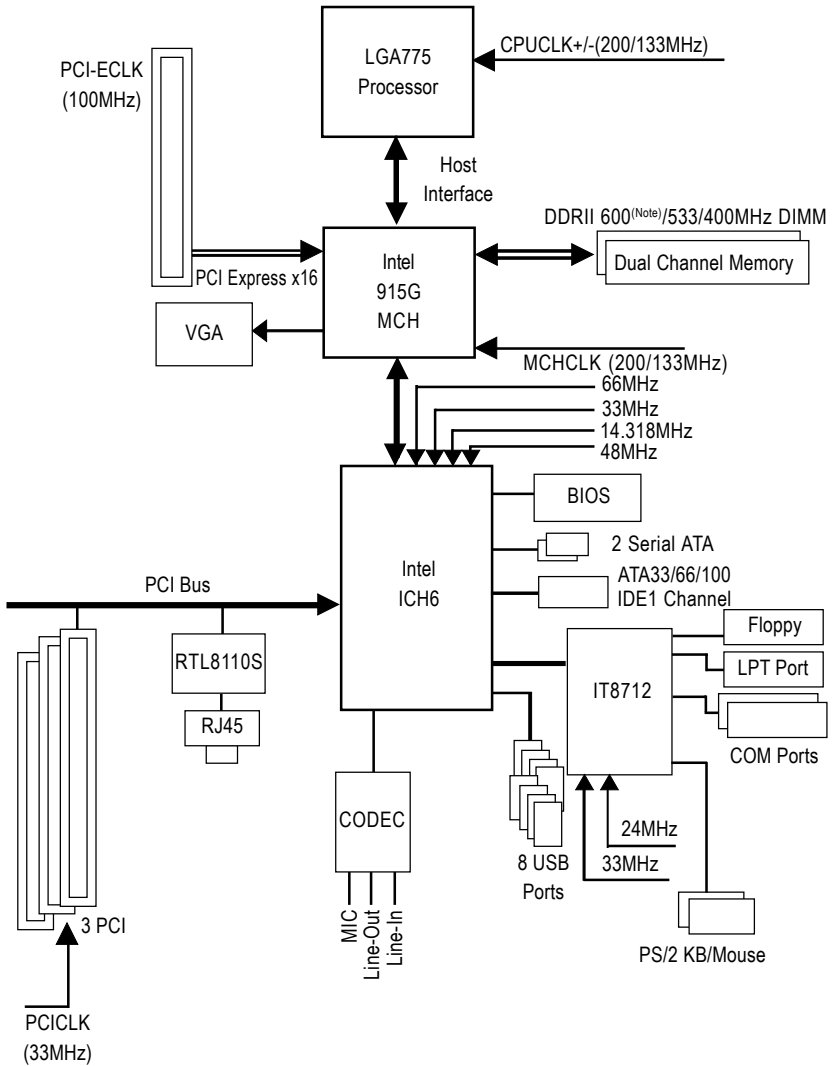 CPUCLK+/-(200/133MHz)
LGA775
Processor
PCI-ECLK
(100MHz)
Host
Interface
DDRII 600(Note)/533/400MHz DIMM
Dual Channel Memory
Intel
915G
MCH
PCI Express x16
VGA
MCHCLK (200/133MHz)
66MHz
33MHz
14.318MHz
48MHz
BIOS
2 Serial ATA
Intel
ICH6
ATA33/66/100
IDE1 Channel
PCI Bus
Floppy
RTL8110S
LPT Port
IT8712
RJ45
COM Ports
CODEC
24MHz
33MHz
8 USB
Ports
MIC
Line-Out
Line-In
3 PCI
PS/2 KB/Mouse
PCICLK
(33MHz)